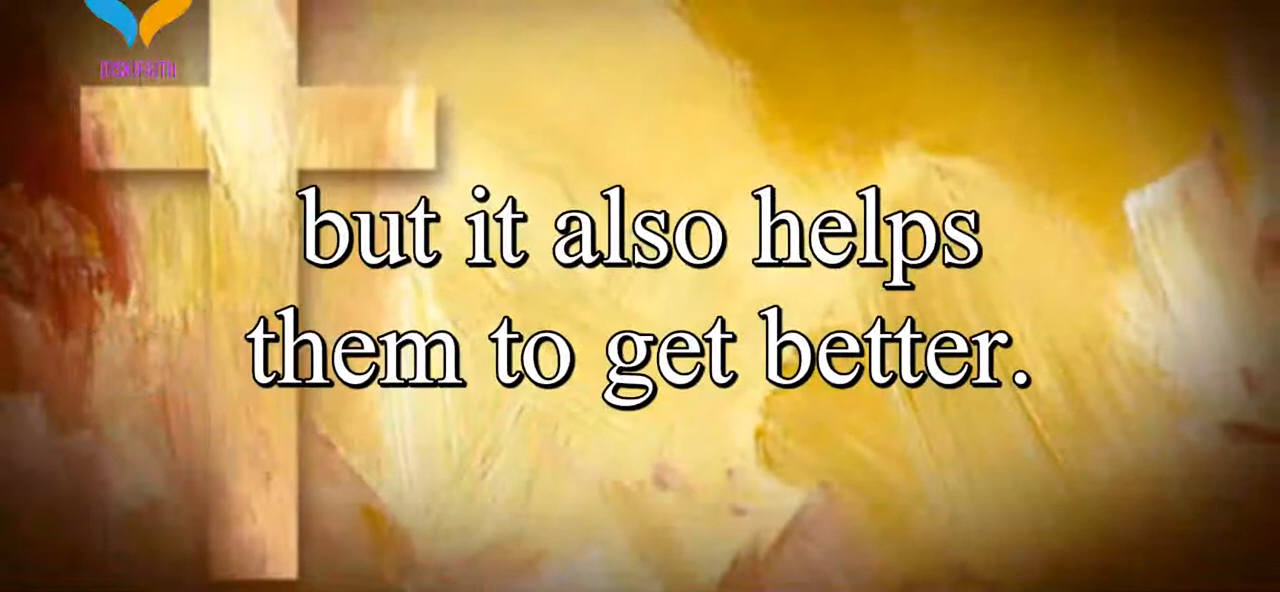 but it also helps
them to get better.